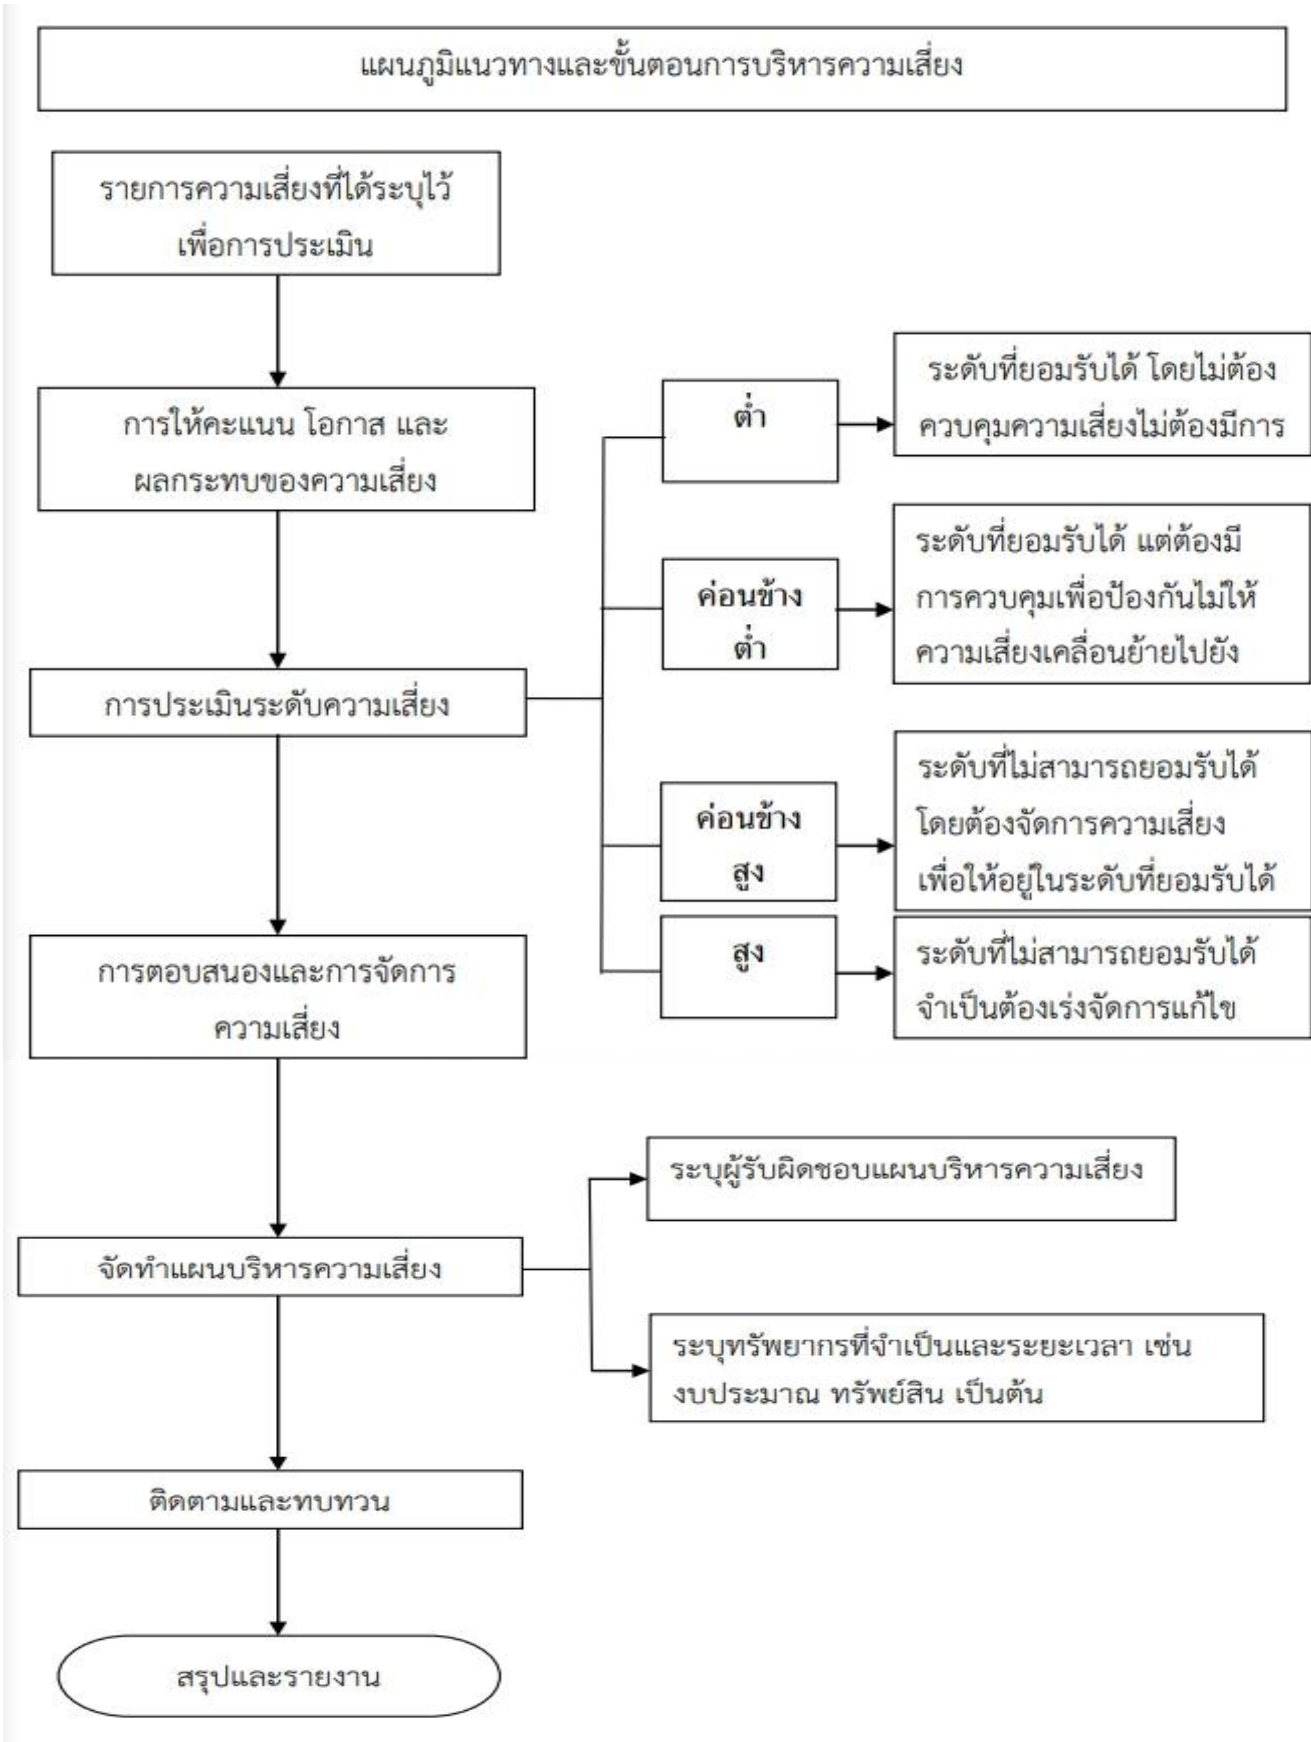 แผนภูมิแนวทางและขั้นตอนการบริหารความเสี่ยง
รายการความเสี่ยงที่ได้ระบุไว้
เพื่อการประเมิน
การให้คะแนน โอกาส และ
ผลกระทบของความเสี่ยง
การประเมินระดับความเสี่ยง
ต่ำ
ระดับที่ยอมรับได้ โดยไม่ต้อง
ควบคุมความเสี่ยงไม่ต้องมีการ
ค่อนข้าง
ต่ำ
ระดับที่ยอมรับได้ แต่ต้องมี
การควบคุมเพื่อป้องกันไม่ให้
ความเสี่ยงเคลื่อนย้ายไปยัง
ค่อนข้าง
สูง
ระดับที่ไม่สามารถยอมรับได้
โดยต้องจัดการความเสี่ยง
เพื่อให้อยู่ในระดับที่ยอมรับได้
สูง
ระดับที่ไม่สามารถยอมรับได้
จำเป็นต้องเร่งจัดการแก้ไข
การตอบสนองและการจัดการ
ความเสี่ยง
จัดทำแผนบริหารความเสี่ยง
ระบุผู้รับผิดชอบแผนบริหารความเสี่ยง
ระบุทรัพยากรที่จำเป็นและระยะเวลา เช่น
งบประมาณ ทรัพย์สิน เป็นต้น
ติดตามและทบทวน
สรุปและรายงาน